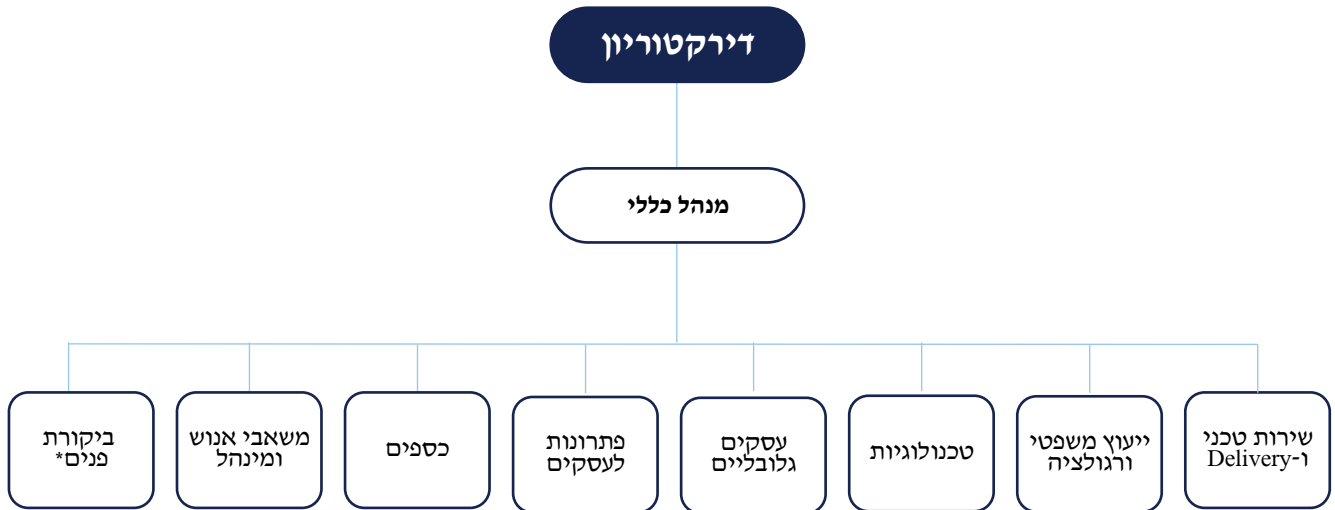 דירקטוריון
מנהל כללי
שירות טכני
ו-Delivery
ייעוץ משפטי
ורגולציה
טכנולוגיות
עסקים
גלובליים
פתרונות
לעסקים
כספים
משאבי אנוש
ומינהל
ביקורת
פנים*